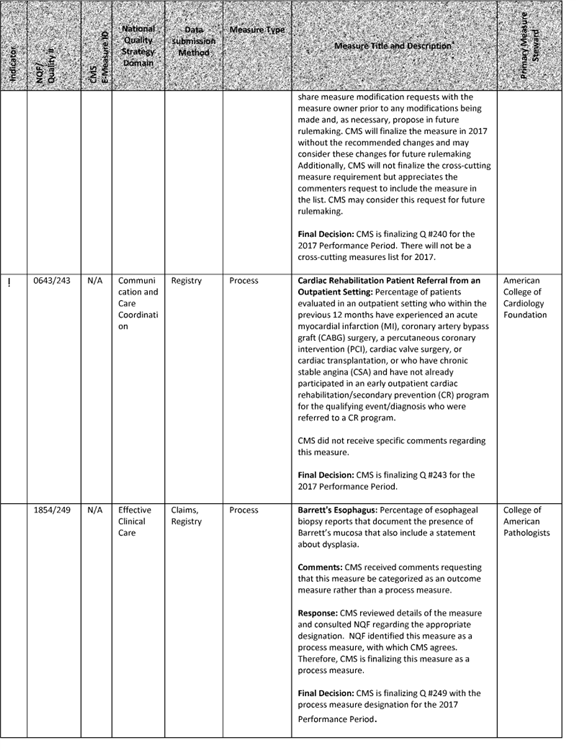 Indicator
NQF/
Quality #
CMS
E-Measure ID
National
Quality
Strategy
Domain
Data
submission
Method
Measure Type
Measure Title and Description*
Primary Measure
Steward
share measure modification requests with the
measure owner prior to any modifications being
made and, as necessary, propose in future
rulemaking. CMS will finalize the measure in 2017
without the recommended changes and may
consider these changes for future rulemaking
Additionally, CMS will not finalize the cross-cutting
measure requirement but appreciates the
commenters request to include the measure in
the list. CMS may consider this request for future
rulemaking.
Final Decision: CMS is finalizing Q #240 for the
2017 Performance Period. There will not be a
cross-cutting measures list for 2017.
!
0643/243
N/A
Communi
cation and
Care
Coordinati
on
Registry
Process
Cardiac Rehabilitation Patient Referral from an
Outpatient Setting: Percentage of patients
evaluated in an outpatient setting who within the
previous 12 months have experienced an acute
myocardial infarction (MI), coronary artery bypass
graft (CABG) surgery, a percutaneous coronary
intervention (PCI), cardiac valve surgery, or
cardiac transplantation, or who have chronic
stable angina (CSA) and have not already
participated in an early outpatient cardiac
rehabilitation/secondary prevention (CR) program
for the qualifying event/diagnosis who were
referred to a CR program.
CMS did not receive specific comments regarding
this measure.
Final Decision: CMS is finalizing Q #243 for the
2017 Performance Period.
American
College of
Cardiology
Foundation
1854/249
N/A
Effective
Clinical
Care
Claims,
Registry
Process
Barrett's Esophagus: Percentage of esophageal
biopsy reports that document the presence of
Barrett's mucosa that also include a statement
about dysplasia.
Comments: CMS received comments requesting
that this measure be categorized as an outcome
measure rather than a process measure.
Response: CMS reviewed details of the measure
and consulted NQF regarding the appropriate
designation. NQF identified this measure as a
process measure, with which CMS agrees.
Therefore, CMS is finalizing this measure as a
process measure.
Final Decision: CMS is finalizing Q #249 with the
process measure designation for the 2017
Performance Period.
College of
American
Pathologists